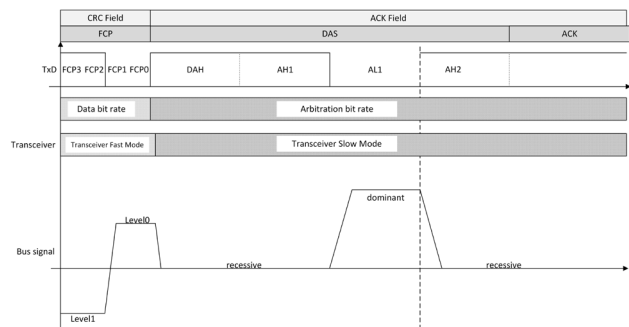 CRC Field ACK Field
FCP DAS ACK
TxD FCP3 FCP2 FCP1 FCP0 DAH AH1 AL1 AH2
Data bit rate Arbitration bit rate
Transceiver Transceiver Fast Mode Transceiver Slow Mode
dominant
Level0
Bus signal
recessive recessive
Level1